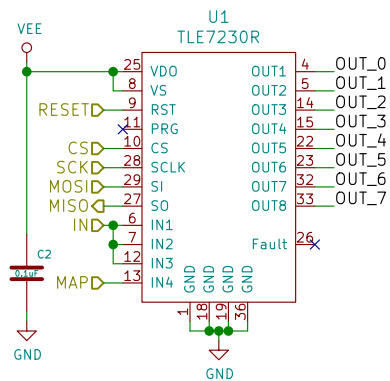 U1
TLE7230R
VEE
25 VDO OUT1 4 OUT_0
8 VS OUT2 5 OUT_1
RESET 9 RST OUT3 14 OUT_2
11 PRG OUT4 15 OUT_3
CS 10 CS OUT5 22 OUT_4
SCK 28 SCLK OUT6 23 OUT_5
MOSI 29 SI OUT7 32 OUT_6
MISO 27 SO OUT8 33 OUT_7
IN 6 IN1
7 IN2 Fault 26
12 IN3
MAP 13 IN4
C2
0.1uF
GND GND GND GND
1 18 19 36
GND
GND